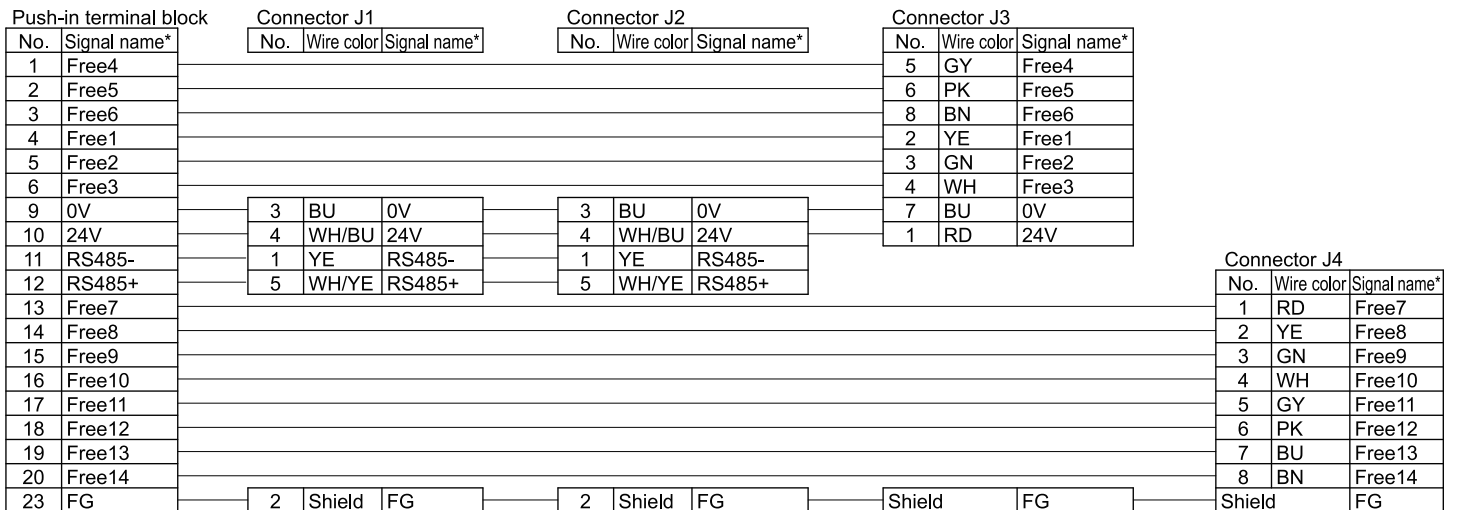 Push-in terminal block Connector J1 Connector J2 Connector J3
No. Signal name* No. Wire color Signal name* No. Wire color Signal name* No. Wire color Signal name*
1 Free4 5 GY Free4
2 Free5 6 PK Free5
3 Free6 8 BN Free6
4 Free1 2 YE Free1
5 Free2 3 GN Free2
6 Free3 4 WH Free3
9 0V 3 BU 0V 3 BU 0V 7 BU 0V
10 24V 4 WH/BU 24V 4 WH/BU 24V 1 RD 24V
11 RS485- 1 YE RS485- 1 YE RS485- Connector J4
12 RS485+ 5 WH/YE RS485+ 5 WH/YE RS485+ No. Wire color Signal name*
13 Free7 1 RD Free7
14 Free8 2 YE Free8
15 Free9 3 GN Free9
16 Free10 4 WH Free10
17 Free11 5 GY Free11
18 Free12 6 PK Free12
19 Free13 7 BU Free13
20 Free14 8 BN Free14
23 FG 2 Shield FG 2 Shield FG Shield FG Shield FG